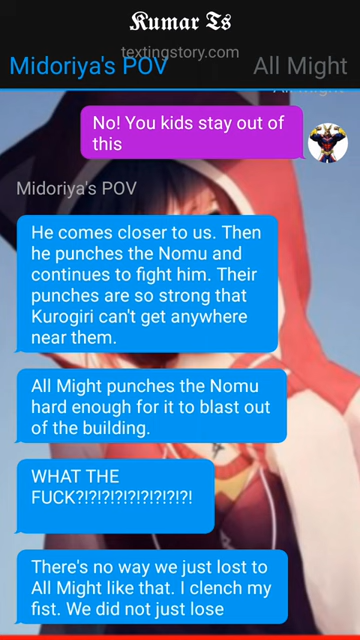 𝕶𝖚𝖒𝖆𝖗 𝕿𝖘
textingstory.com
Midoriya's POV All Might
No! You kids stay out of
this
Midoriya's POV
He comes closer to us. Then
he punches the Nomu and
continues to fight him. Their
punches are so strong that
Kurogiri can't get anywhere
near them.
All Might punches the Nomu
hard enough for it to blast out
of the building.
WHAT THE
FUCK?!?!?!?!?!?!?!?!?!
There's no way we just lost to
All Might like that. I clench my
fist. We did not just lose